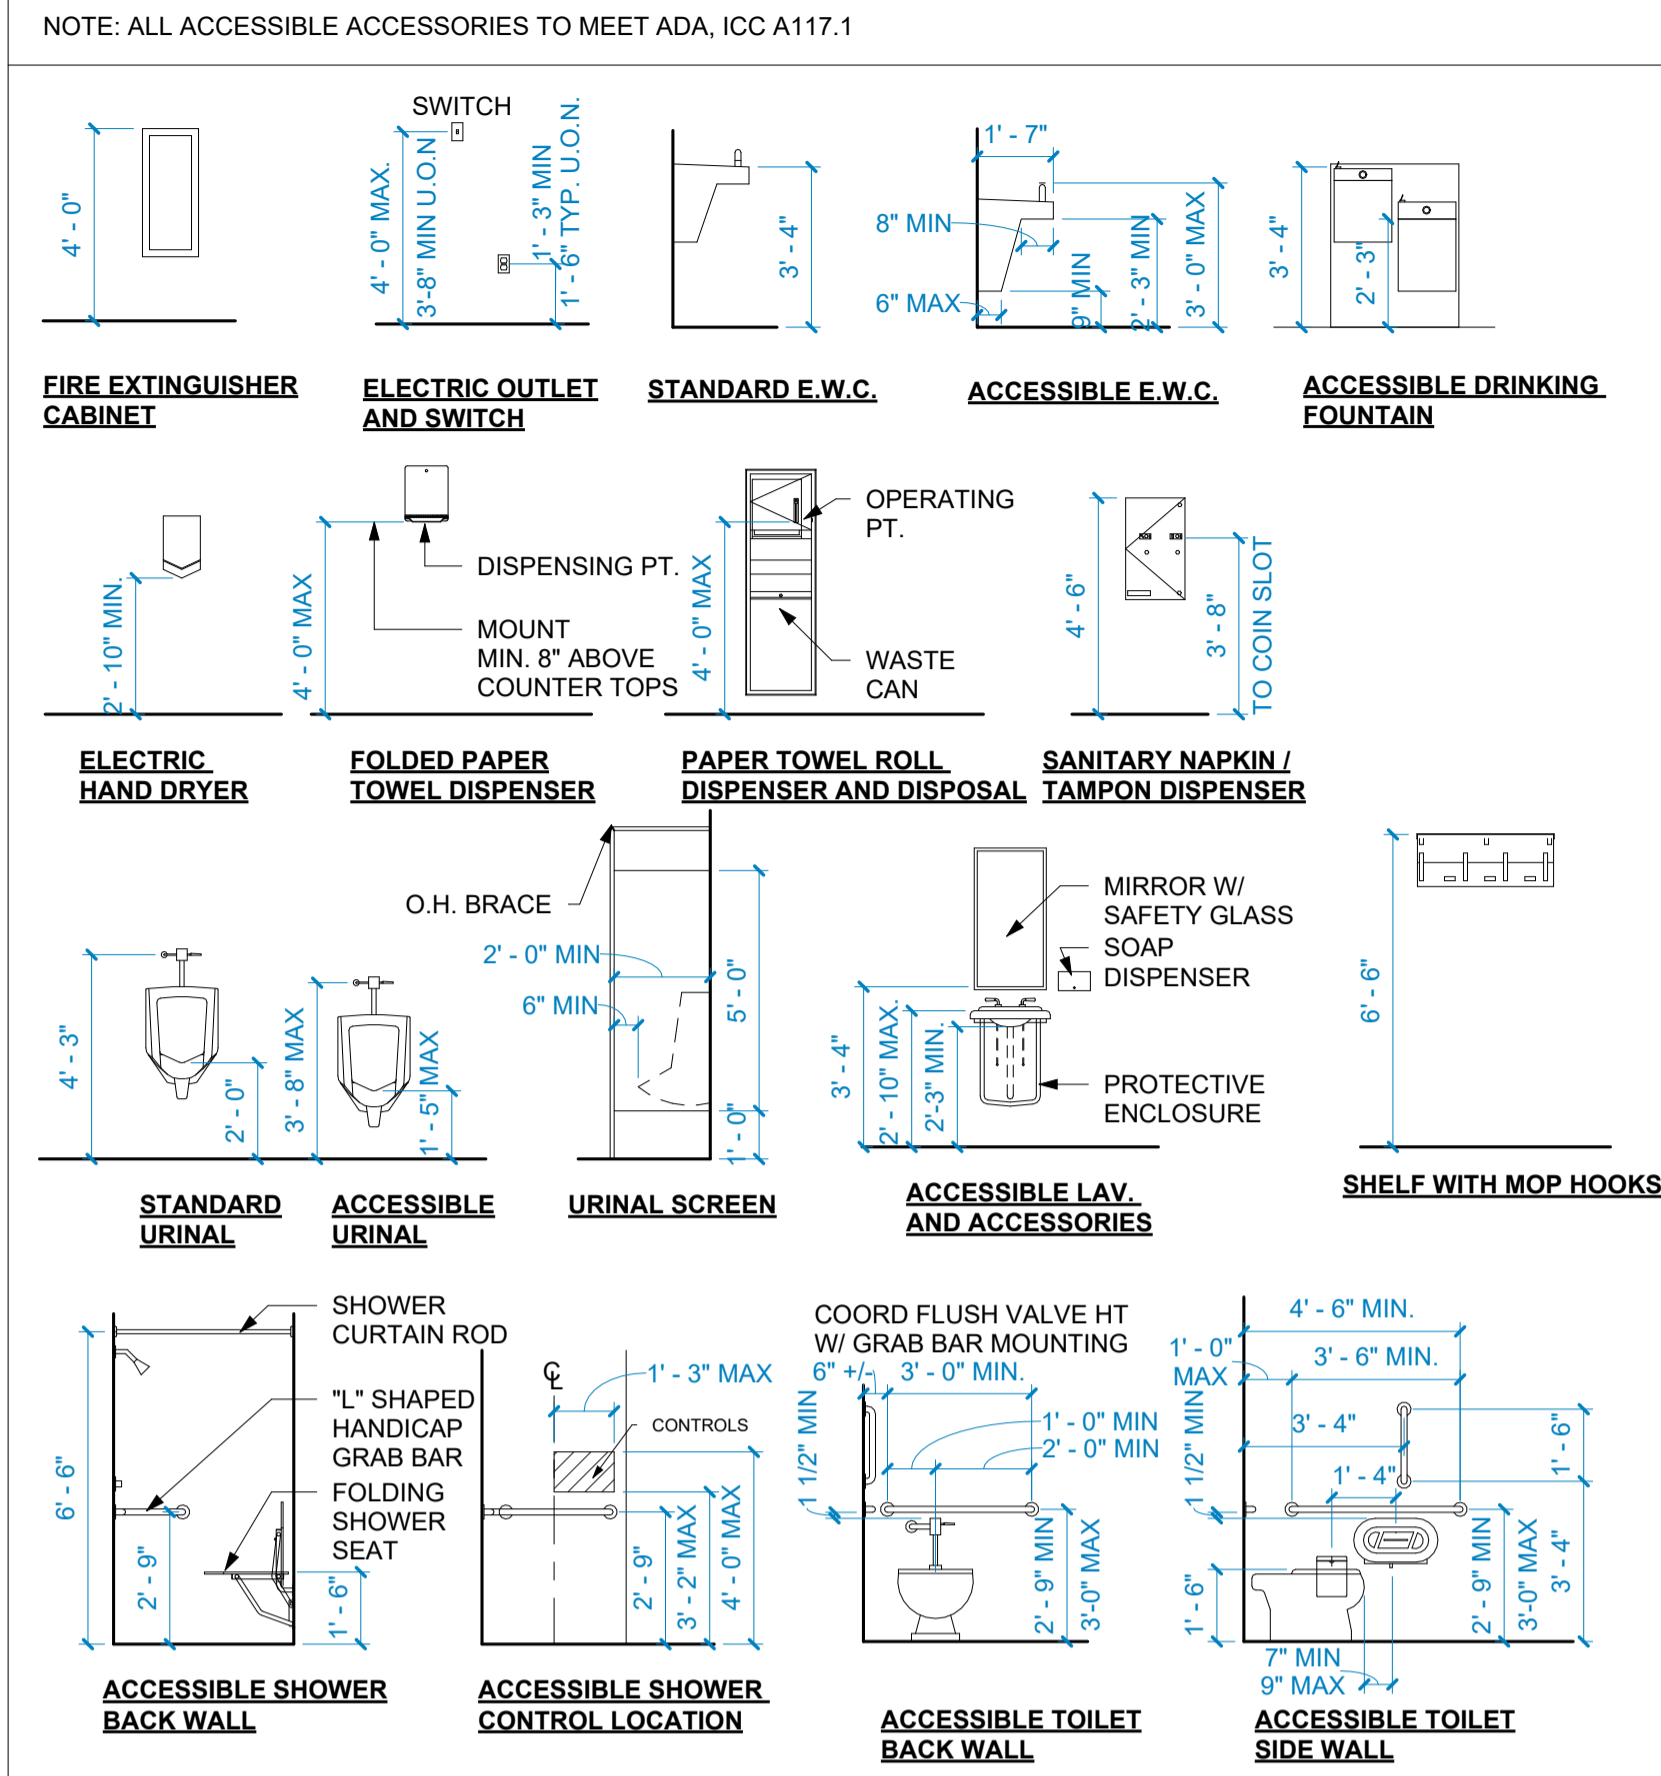 NOTE: ALL ACCESSIBLE ACCESSORIES TO MEET ADA, ICC A117.1
4' - 0"
FIRE EXTINGUISHER
CABINET
SWITCH
4' - 0" MAX.
3'-8" MIN U.O.N
1' - 3" MIN
1' - 6" TYP. U.O.N.
ELECTRIC OUTLET
AND SWITCH
3' - 4"
STANDARD E.W.C.
1' - 7"
8" MIN
6" MAX
9" MIN
2' - 3" MIN
3' - 0" MAX
ACCESSIBLE E.W.C.
3' - 4"
2' - 3"
ACCESSIBLE DRINKING
FOUNTAIN
2' - 10" MIN.
ELECTRIC
HAND DRYER
4' - 0" MAX
DISPENSING PT.
MOUNT
MIN. 8" ABOVE
COUNTER TOPS
FOLDED PAPER
TOWEL DISPENSER
4' - 0" MAX
OPERATING
PT.
WASTE
CAN
PAPER TOWEL ROLL
DISPENSER AND DISPOSAL
4' - 6"
3' - 8"
TO COIN SLOT
SANITARY NAPKIN /
TAMPON DISPENSER
4' - 3"
2' - 0"
STANDARD
URINAL
3' - 8" MAX
1' - 5" MAX
ACCESSIBLE
URINAL
O.H. BRACE
2' - 0" MIN
6" MIN
5' - 0"
1' - 0"
URINAL SCREEN
MIRROR W/
SAFETY GLASS
SOAP
DISPENSER
3' - 4"
2' - 10" MAX.
2'-3" MIN.
PROTECTIVE
ENCLOSURE
ACCESSIBLE LAV.
AND ACCESSORIES
6' - 6"
SHELF WITH MOP HOOKS
SHOWER
CURTAIN ROD
"L" SHAPED
HANDICAP
GRAB BAR
FOLDING
SHOWER
SEAT
6' - 6"
2' - 9"
1' - 6"
ACCESSIBLE SHOWER
BACK WALL
℄
1' - 3" MAX
CONTROLS
2' - 9"
3' - 2" MAX
4' - 0" MAX
ACCESSIBLE SHOWER
CONTROL LOCATION
COORD FLUSH VALVE HT
W/ GRAB BAR MOUNTING
6" +/-
3' - 0" MIN.
1 1/2" MIN
1' - 0" MIN
2' - 0" MIN
2' - 9" MIN
3'-0" MAX
ACCESSIBLE TOILET
BACK WALL
4' - 6" MIN.
1' - 0"
MAX
3' - 6" MIN.
1 1/2" MIN
3' - 4"
1' - 6"
1' - 4"
1' - 6"
2' - 9" MIN
3'-0" MAX
3' - 4"
7" MIN
9" MAX
ACCESSIBLE TOILET
SIDE WALL